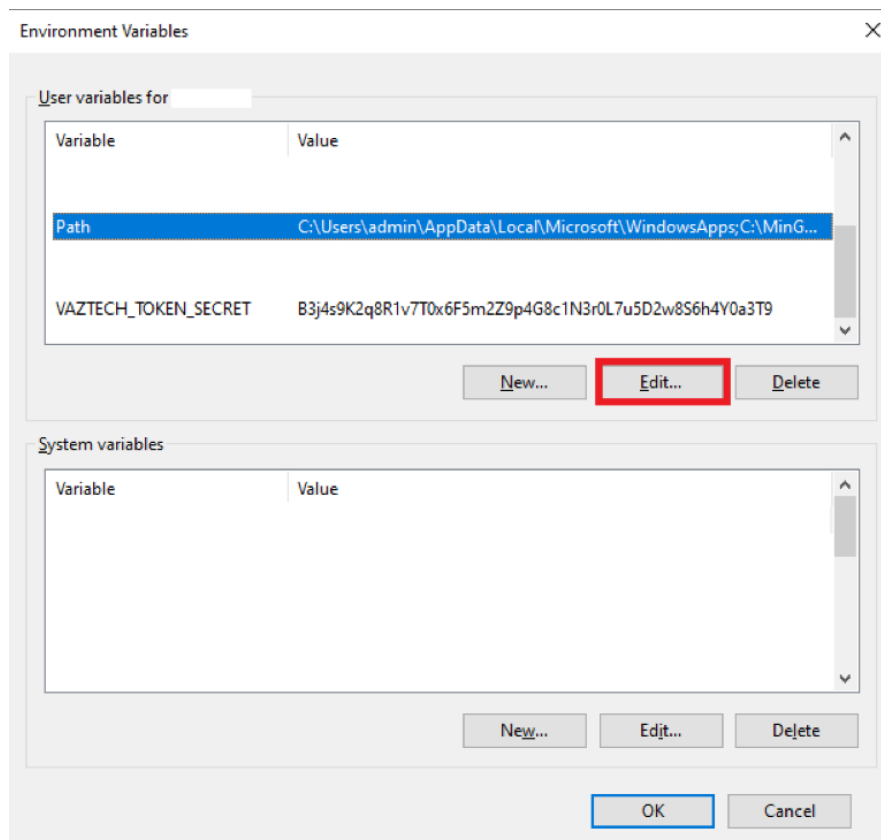 Environment Variables
User variables for
Variable Value
Path C:\Users\admin\AppData\Local\Microsoft\WindowsApps;C:\MinG...
VAZTECH_TOKEN_SECRET B3j4s9K2q8R1v7T0x6F5m2Z9p4G8c1N3r0L7u5D2w8S6h4Y0a3T9
New... Edit... Delete
System variables
Variable Value
New... Edit... Delete
OK Cancel